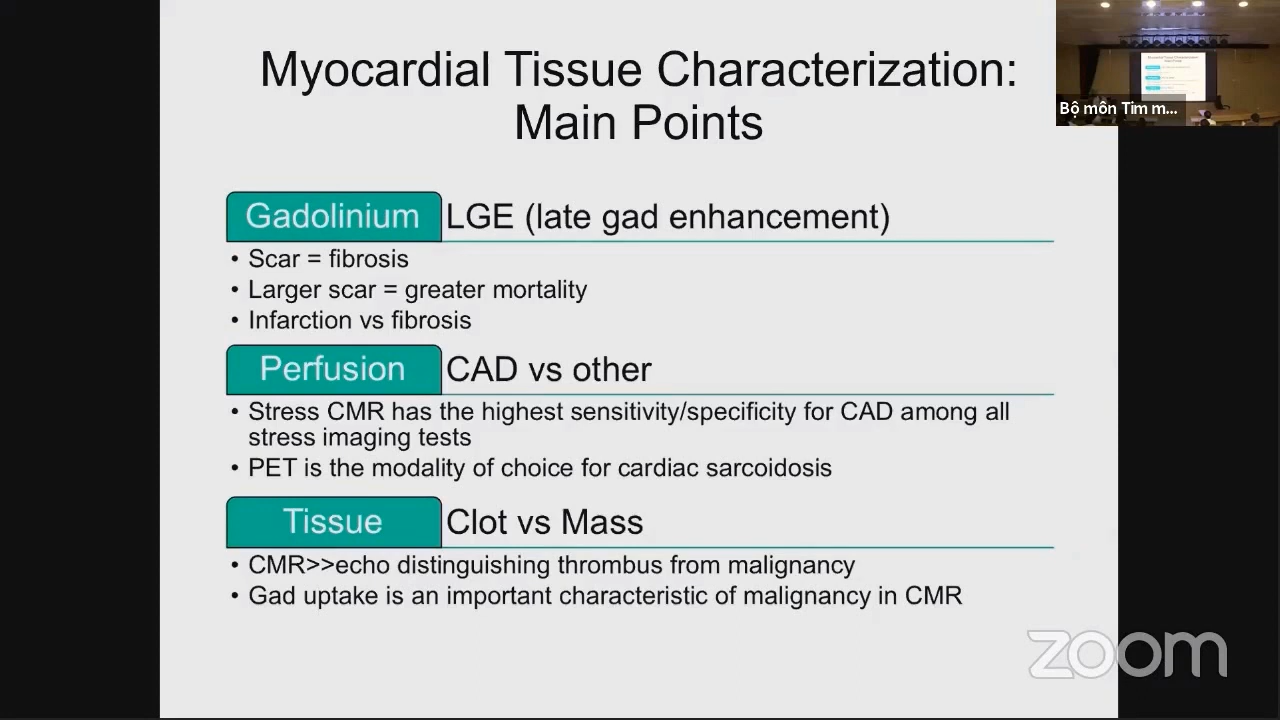 Myocardial Tissue Characterization:
Main Points
Bộ môn Tim m...
Gadolinium LGE (late gad enhancement)
• Scar = fibrosis
• Larger scar = greater mortality
• Infarction vs fibrosis
Perfusion CAD vs other
• Stress CMR has the highest sensitivity/specificity for CAD among all
stress imaging tests
• PET is the modality of choice for cardiac sarcoidosis
Tissue Clot vs Mass
• CMR>>echo distinguishing thrombus from malignancy
• Gad uptake is an important characteristic of malignancy in CMR
zoom